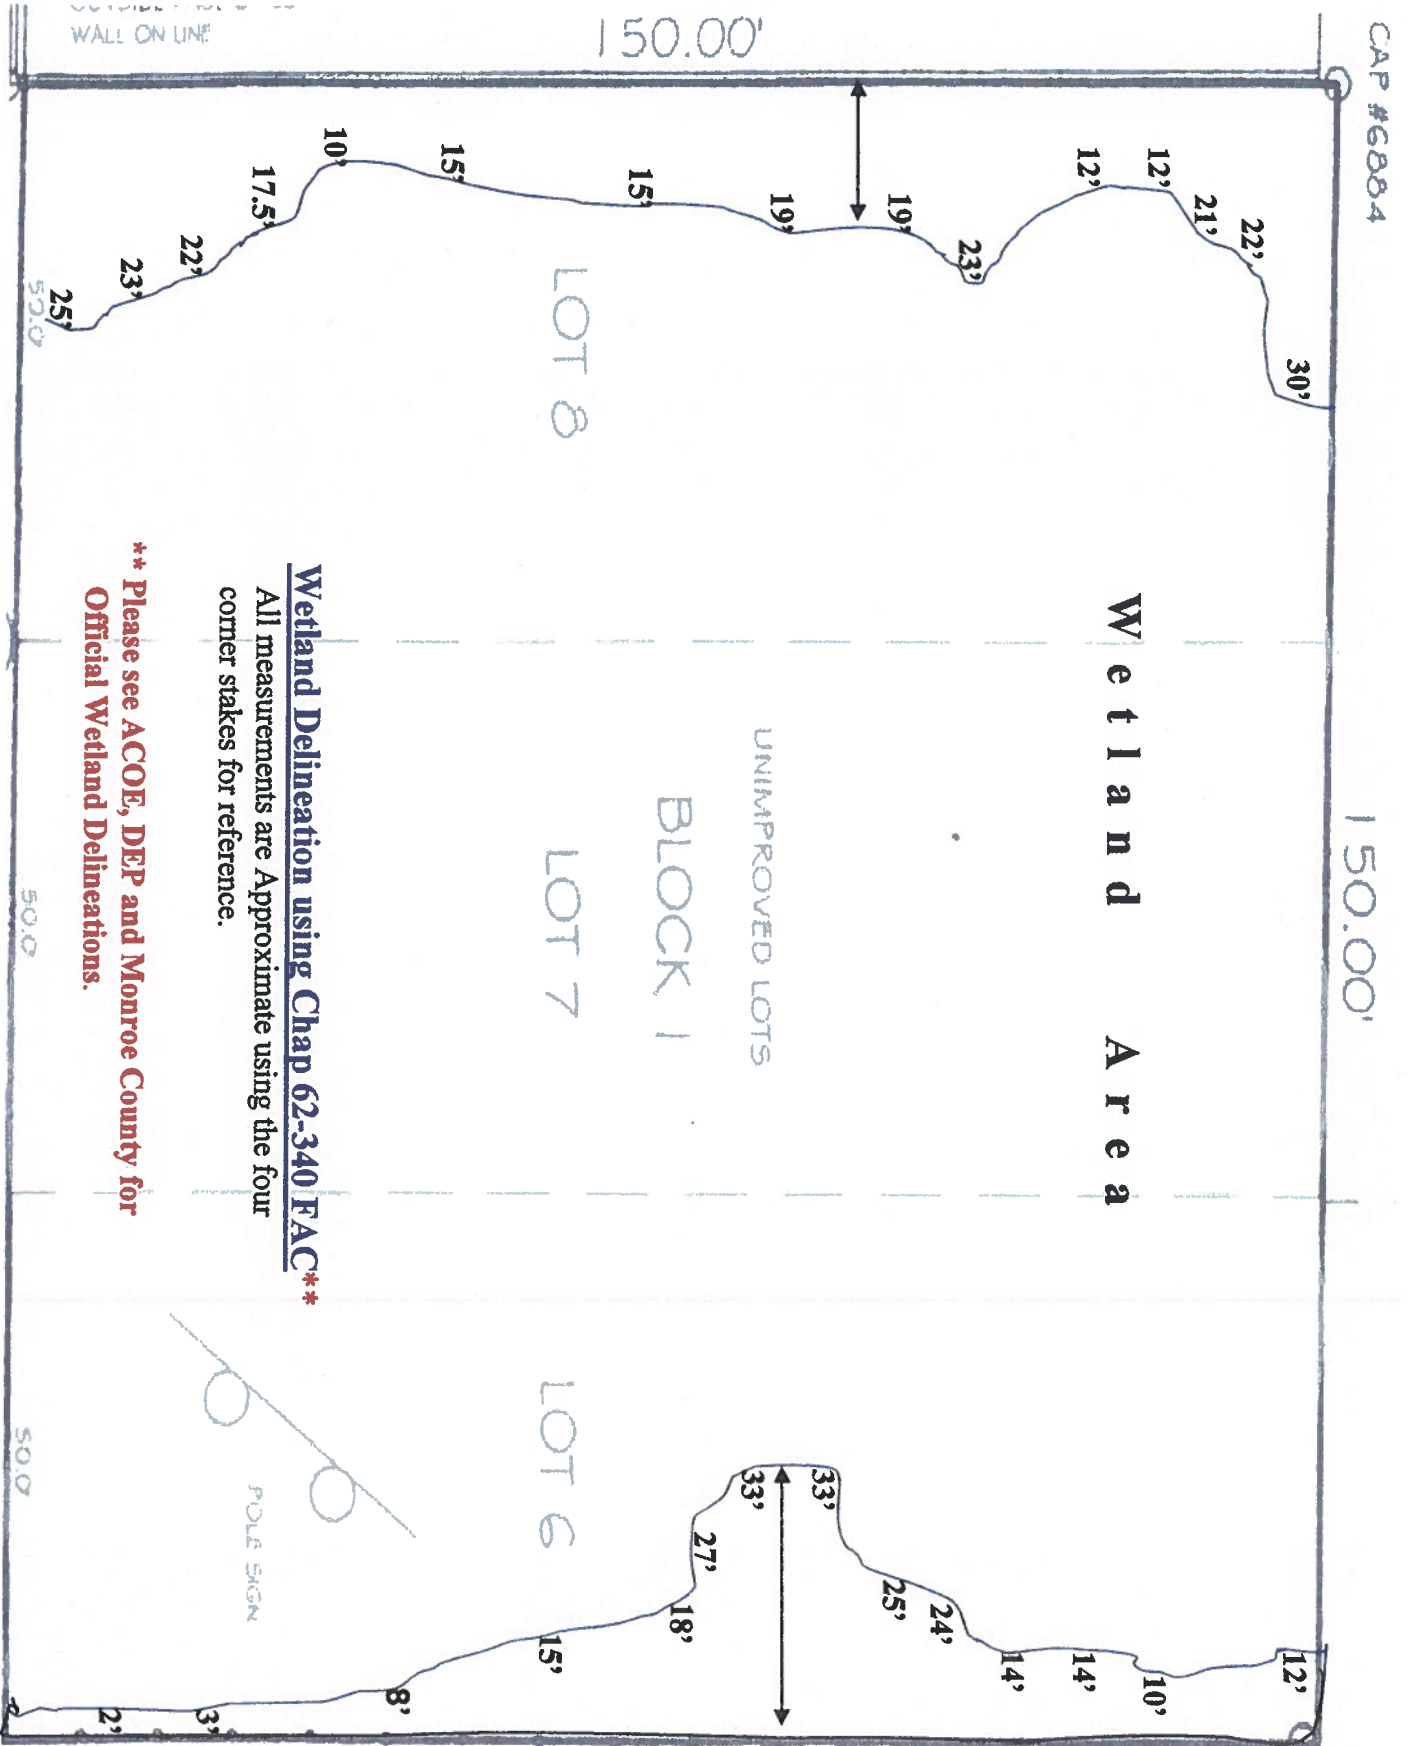 CAP #6884
150.00'
150.00'
WALL ON LINE
30'
22'
21'
12'
12'
23'
19'
19'
15'
15'
10'
17.5'
22'
23'
25'
50.0
Wetland Area
UNIMPROVED LOTS
BLOCK 1
LOT 8
LOT 7
LOT 6
Wetland Delineation using Chap 62-340 FAC**
All measurements are Approximate using the four
corner stakes for reference.
** Please see ACOE, DEP and Monroe County for
Official Wetland Delineations.
50.0
50.0
POLE SIGN
12'
10'
14'
14'
24'
25'
33'
33'
27'
18'
15'
8'
3'
2'